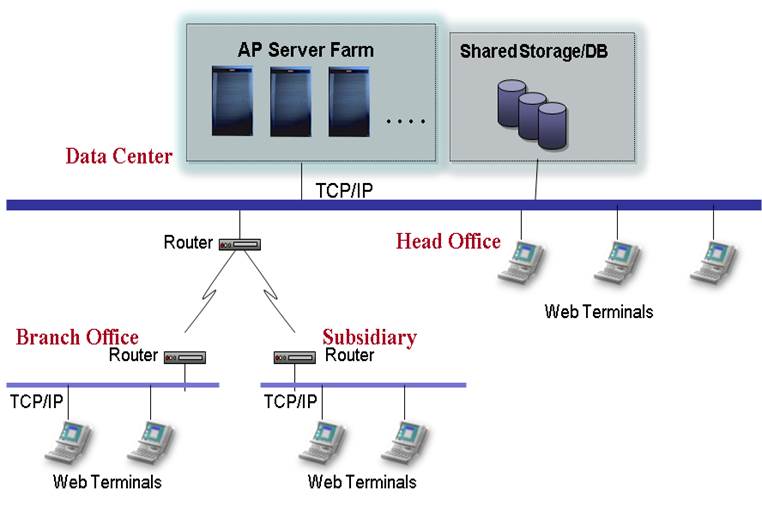 AP Server Farm
Shared Storage/DB
....
Data Center
TCP/IP
Router
Head Office
Web Terminals
Branch Office
Subsidiary
Router
Router
TCP/IP
TCP/IP
Web Terminals
Web Terminals